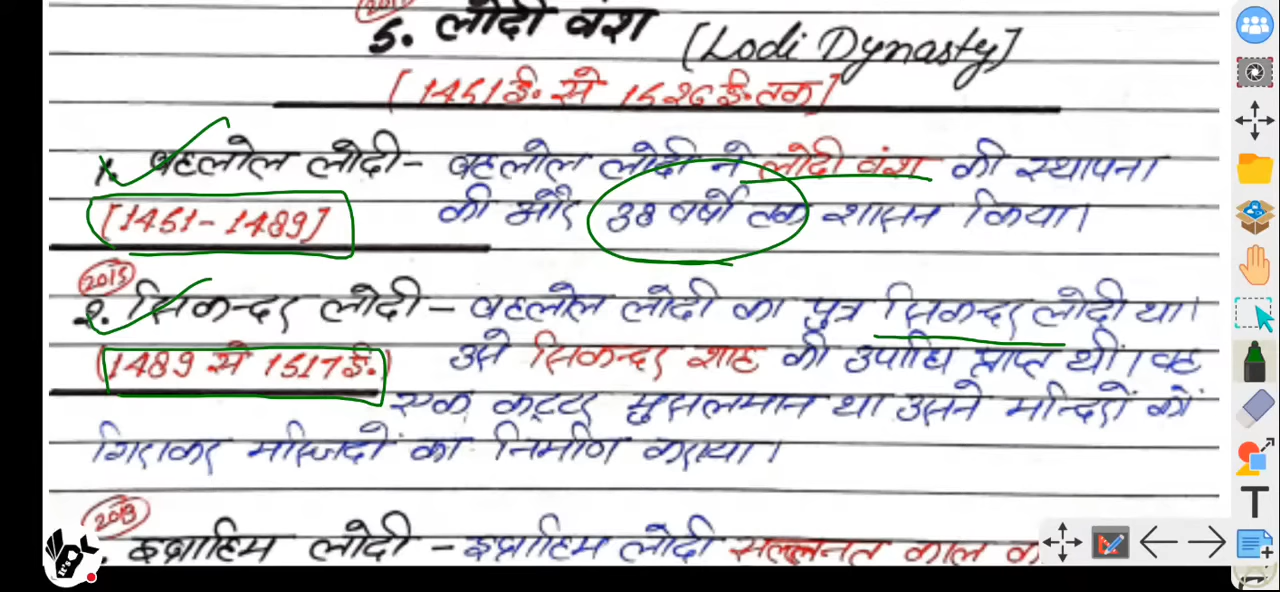 5. लोदी वंश [Lodi Dynasty]
[1451 ई. से 1526 ई. तक]
1. बहलोल लोदी - बहलोल लोदी ने लोदी वंश की स्थापना
[1451 - 1489] की और 38 वर्षो तक शासन किया।
2015
2. सिकन्दर लोदी - बहलोल लोदी का पुत्र सिकन्दर लोदी था।
(1489 से 1517 ई.) उसे सिकन्दर शाह की उपाधि प्राप्त थी। वह
एक कट्टर मुसलमान था उसने मन्दिरों को
गिराकर मस्जिदों का निर्माण कराया।
. इब्राहिम लोदी - इब्राहिम लोदी सल्लनत काल
T